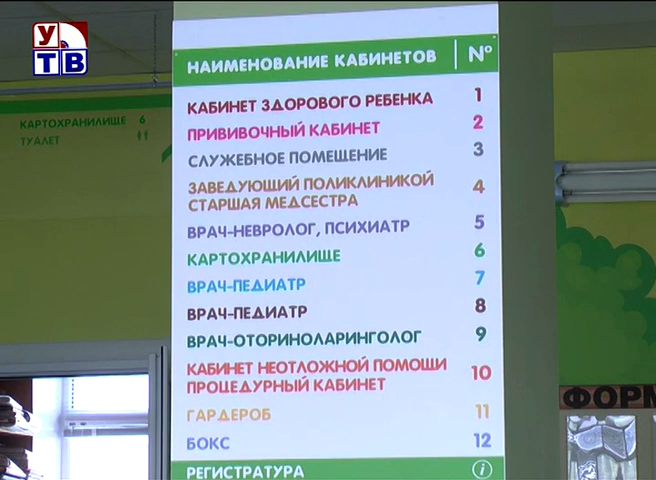 У
ТВ
НАИМЕНОВАНИЕ КАБИНЕТОВ | №
КАБИНЕТ ЗДОРОВОГО РЕБЕНКА 1
ПРИВИВОЧНЫЙ КАБИНЕТ 2
СЛУЖЕБНОЕ ПОМЕЩЕНИЕ 3
ЗАВЕДУЮЩИЙ ПОЛИКЛИНИКОЙ
СТАРШАЯ МЕДСЕСТРА 4
ВРАЧ-НЕВРОЛОГ, ПСИХИАТР 5
КАРТОХРАНИЛИЩЕ 6
ВРАЧ-ПЕДИАТР 7
ВРАЧ-ПЕДИАТР 8
ВРАЧ-ОТОРИНОЛАРИНГОЛОГ 9
КАБИНЕТ НЕОТЛОЖНОЙ ПОМОЩИ
ПРОЦЕДУРНЫЙ КАБИНЕТ 10
ГАРДЕРОБ 11
БОКС 12
РЕГИСТРАТУРА i
КАРТОХРАНИЛИЩЕ 6
ТУАЛЕТ
ФОРМ